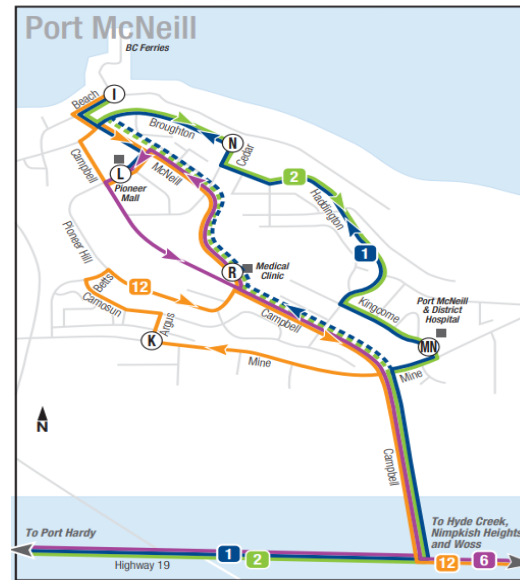 Port McNeill
BC Ferries
Beach
I
Broughton
N
Cedar
2
Campbell
L
McNeill
Pioneer
Mall
Haddington
1
Pioneer Hill
R
Medical
Clinic
Betts
12
Camosun
Argus
K
Campbell
Kingcome
Port McNeill
& District
Hospital
MN
Mine
Mine
N
Campbell
To Port Hardy
To Hyde Creek,
Nimpkish Heights
and Woss
1
2
12
6
Highway 19